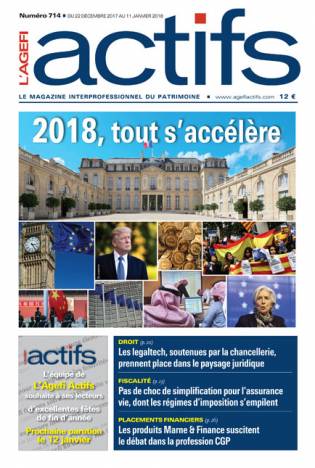 Numéro 714 • DU 22 DÉCEMBRE 2017 AU 11 JANVIER 2018
L'AGEFI
actifs
LE MAGAZINE INTERPROFESSIONNEL DU PATRIMOINE • www.agefiactifs.com 12 €
2018, tout s'accélère
L'AGEFI actifs
L'équipe de
L'Agefi Actifs
souhaite à ses lecteurs
d'excellentes fêtes
de fin d'année
Prochaine parution
le 12 janvier
DROIT (p.20)
Les legaltech, soutenues par la chancellerie,
prennent place dans le paysage juridique
FISCALITÉ (p.23)
Pas de choc de simplification pour l'assurance
vie, dont les régimes d'imposition s'empilent
PLACEMENTS FINANCIERS (p.26)
Les produits Marne & Finance suscitent
le débat dans la profession CGP